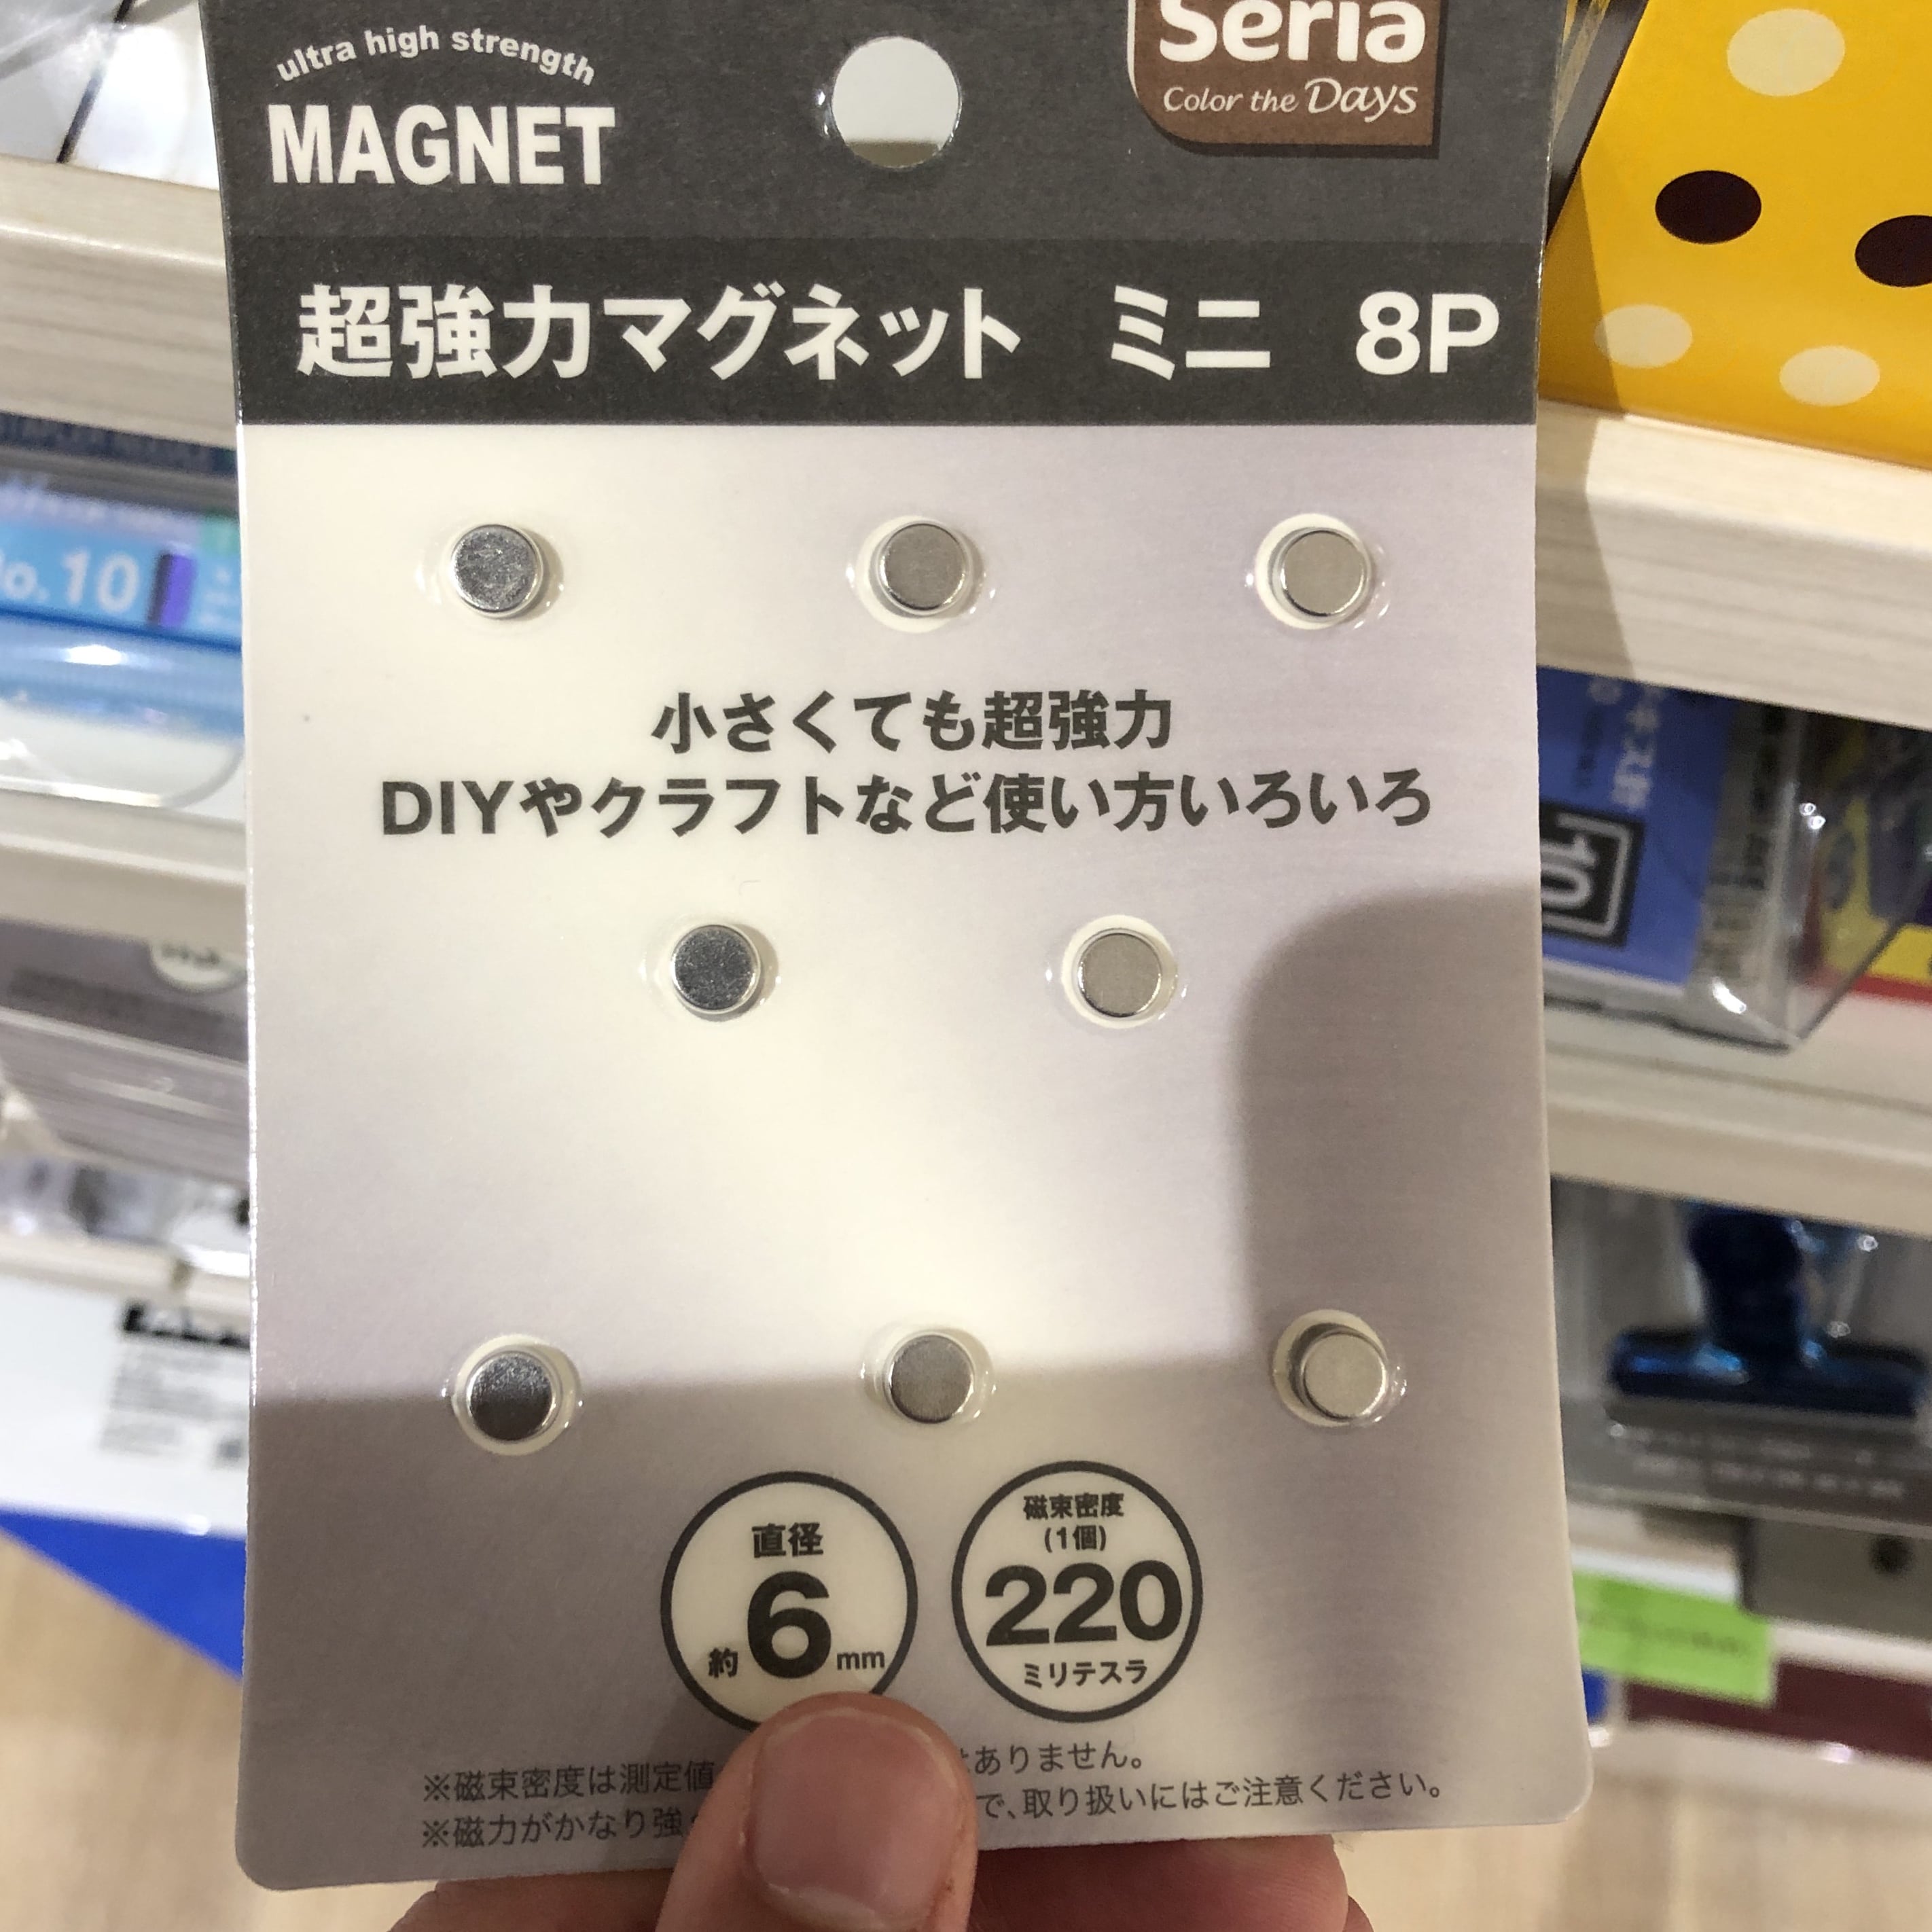 ultra high strength
MAGNET
Seria
Color the Days
超強力マグネット ミニ 8P
小さくても超強力
DIYやクラフトなど使い方いろいろ
直径
約6mm
磁束密度
(1個)
220
ミリテスラ
※磁束密度は測定値
ありません。
※磁力がかなり強
で、取り扱いにはご注意ください。
.10
10